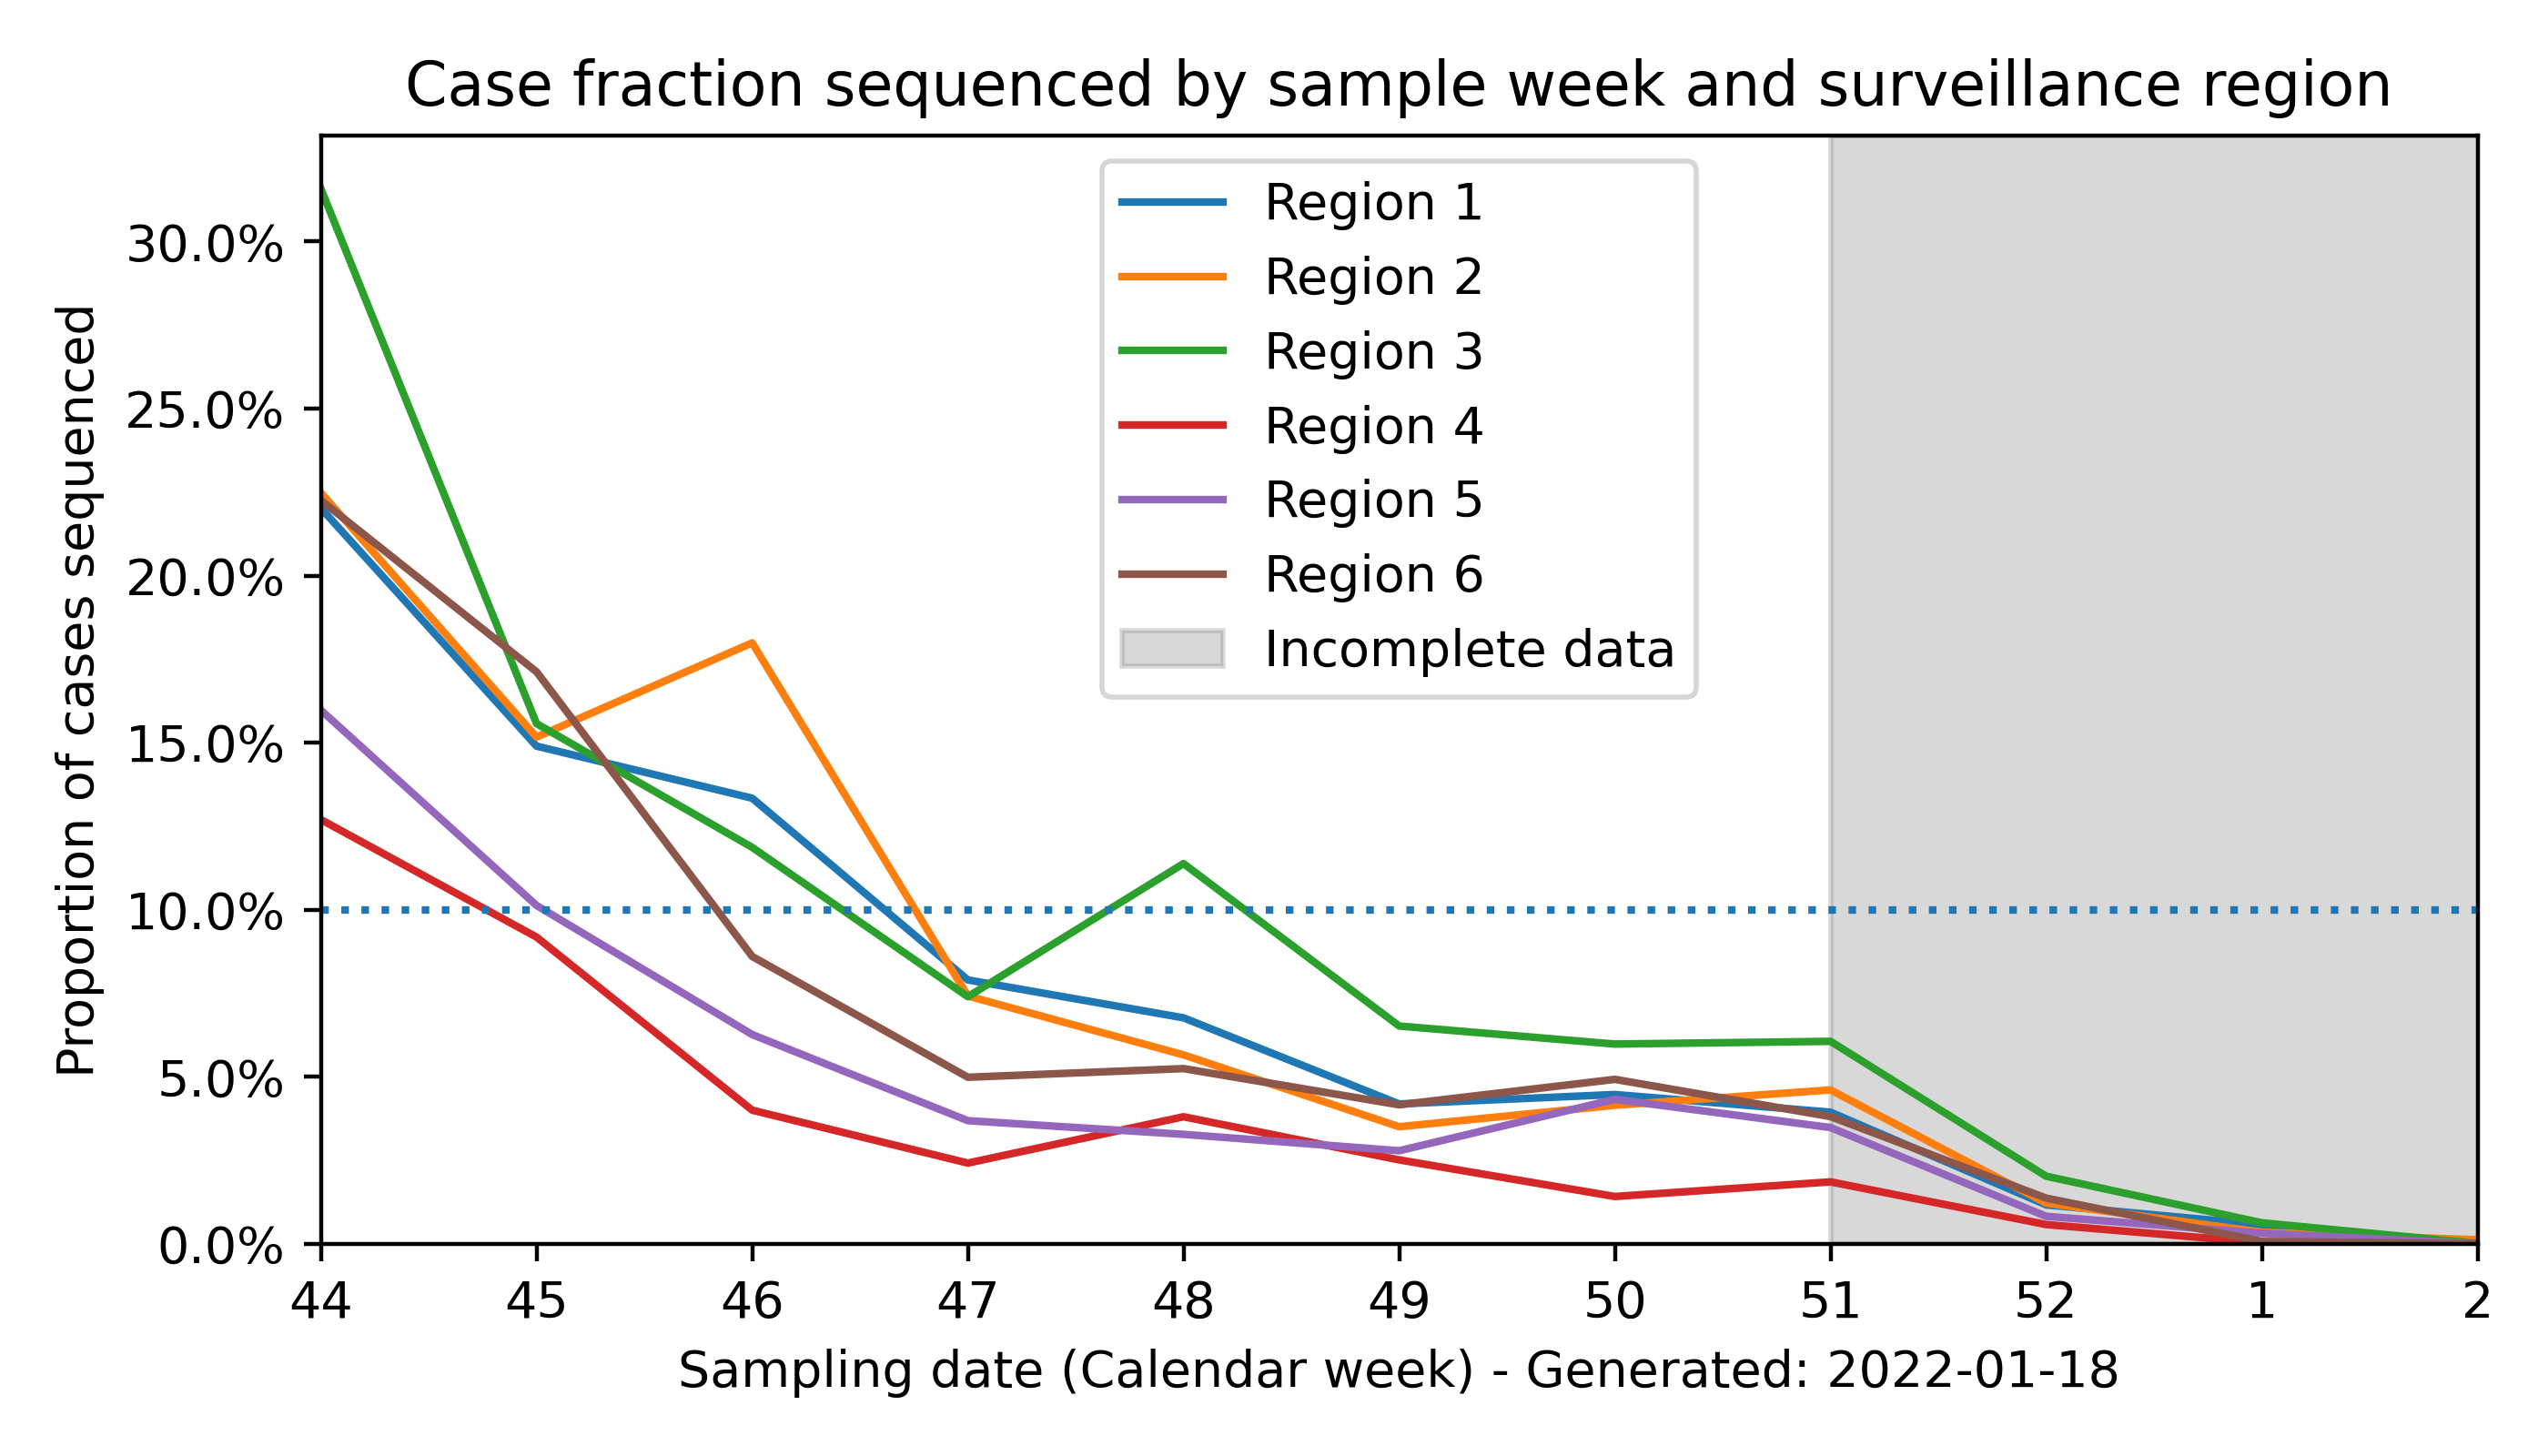 Case fraction sequenced by sample week and surveillance region
Proportion of cases sequenced
30.0%
25.0%
20.0%
15.0%
10.0%
5.0%
0.0%
Region 1
Region 2
Region 3
Region 4
Region 5
Region 6
Incomplete data
44 45 46 47 48 49 50 51 52 1 2
Sampling date (Calendar week) - Generated: 2022-01-18